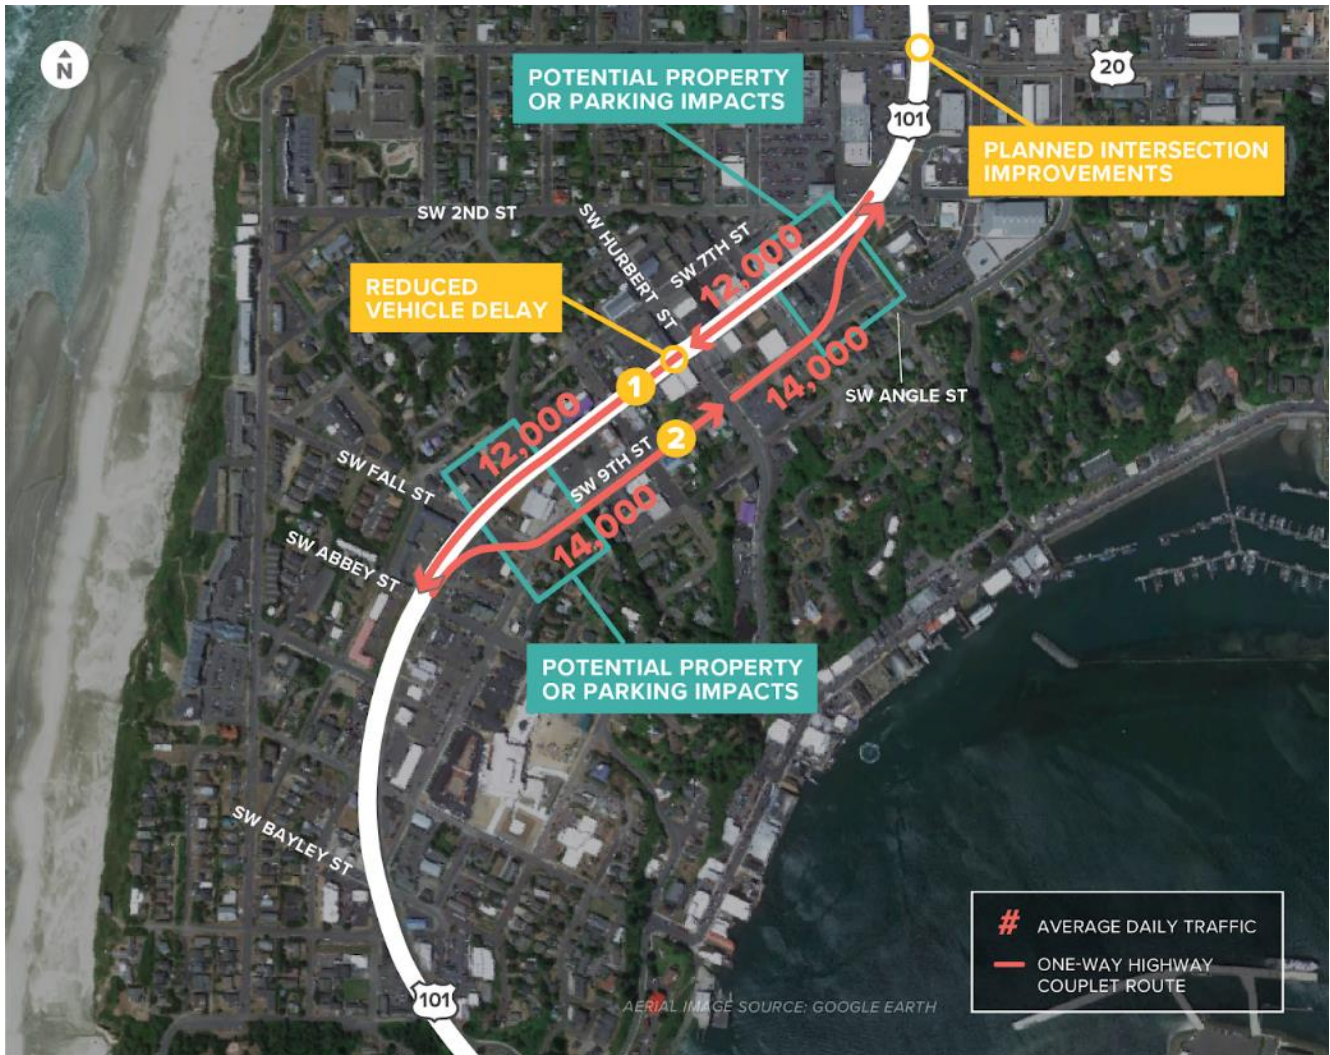 N
POTENTIAL PROPERTY
OR PARKING IMPACTS
20
101
PLANNED INTERSECTION
IMPROVEMENTS
SW 2ND ST
SW HURBERT ST
SW 7TH ST
12,000
REDUCED
VEHICLE DELAY
14,000
SW ANGLE ST
1
12,000
2
SW 9TH ST
14,000
SW FALL ST
SW ABBEY ST
POTENTIAL PROPERTY
OR PARKING IMPACTS
SW BAYLEY ST
101
# AVERAGE DAILY TRAFFIC
ONE-WAY HIGHWAY
COUPLET ROUTE
AERIAL IMAGE SOURCE: GOOGLE EARTH